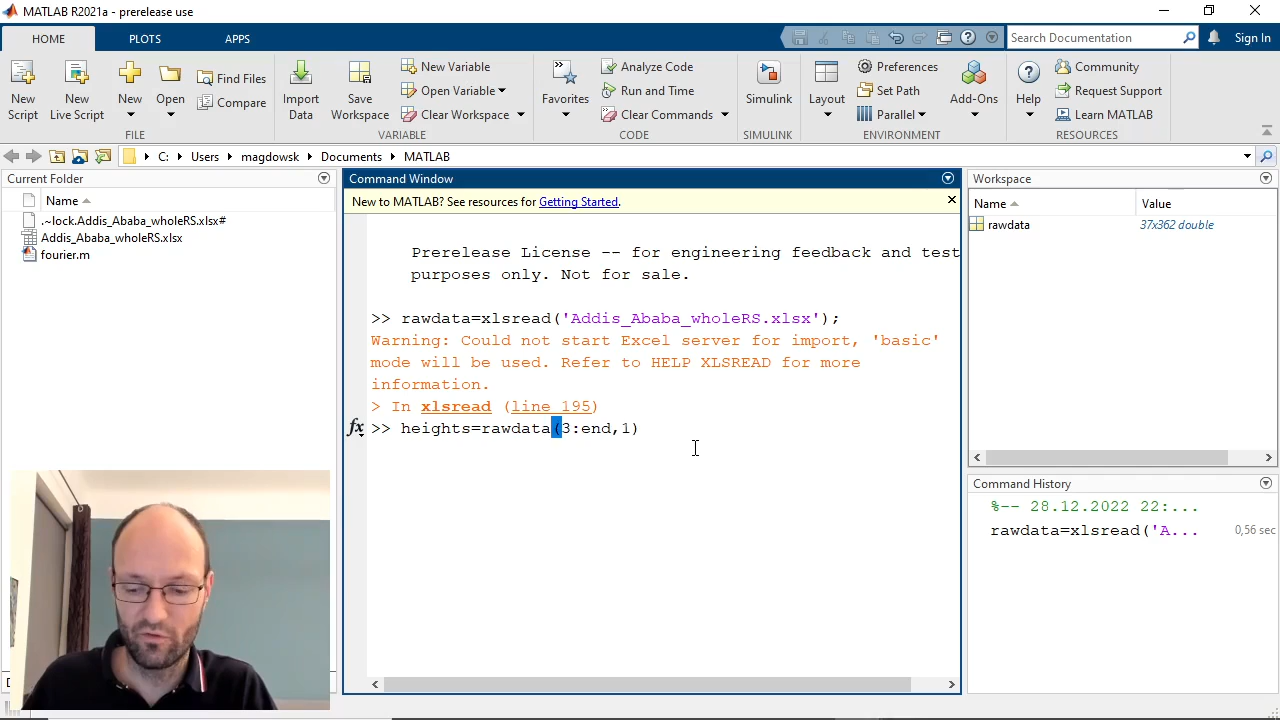 MATLAB R2021a - prerelease use
HOME
PLOTS
APPS
Search Documentation
Sign In
New Script
New Live Script
New
Open
Find Files
Compare
FILE
Import Data
Save Workspace
New Variable
Open Variable
Clear Workspace
VARIABLE
Favorites
Analyze Code
Run and Time
Clear Commands
CODE
Simulink
SIMULINK
Layout
Preferences
Set Path
Parallel
Add-Ons
ENVIRONMENT
Help
Community
Request Support
Learn MATLAB
RESOURCES
C:
Users
magdowsk
Documents
MATLAB
Current Folder
Name
.~lock.Addis_Ababa_wholeRS.xlsx#
Addis_Ababa_wholeRS.xlsx
fourier.m
Command Window
New to MATLAB? See resources for Getting Started.
Prerelease License -- for engineering feedback and test
purposes only. Not for sale.
>> rawdata=xlsread('Addis_Ababa_wholeRS.xlsx');
Warning: Could not start Excel server for import, 'basic'
mode will be used. Refer to HELP XLSREAD for more
information.
> In xlsread (line 195)
fx >> heights=rawdata(3:end,1)
Workspace
Name
Value
rawdata
37x362 double
Command History
%-- 28.12.2022 22:...
rawdata=xlsread('A...
0,56 sec